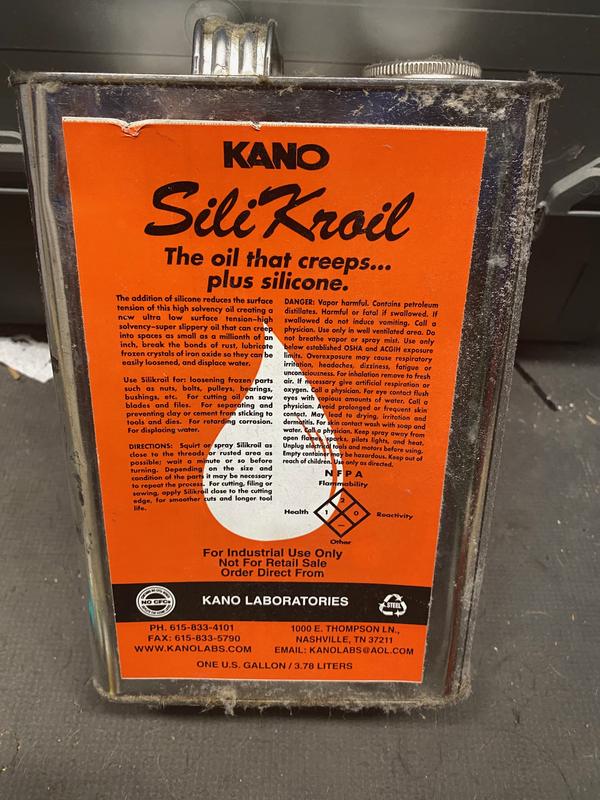 KANO
SiliKroil
The oil that creeps...
plus silicone.
The addition of silicone reduces the surface
tension of this high solvency oil creating a
new ultra low surface tension—high
solvency—super slippery oil that can creep
into spaces as small as a millionth of an
inch, break the bonds of rust, lubricate
frozen crystals of iron oxide so they can be
easily loosened, and displace water.
Use Silikroil for: loosening frozen parts
such as nuts, bolts, pulleys, bearings,
bushings, etc. For cutting oil on saw
blades and files. For separating and
preventing clay or cement from sticking to
tools and dies. For retarding corrosion.
For displacing water.
DIRECTIONS: Squirt or spray Silikroil as
close to the threads or rusted area as
possible; wait a minute or so before
turning. Depending on the size and
condition of the parts it may be necessary
to repeat the process. For cutting, filing or
sawing, apply Silikroil close to the cutting
edge, for smoother cuts and longer tool
life.
DANGER: Vapor harmful. Contains petroleum
distillates. Harmful or fatal if swallowed. If
swallowed do not induce vomiting. Call a
physician. Use only in well ventilated area. Do
not breathe vapor or spray mist. Use only
below established OSHA and ACGIH exposure
limits. Overexposure may cause respiratory
irritation, headaches, dizziness, fatigue or
unconsciousness. For inhalation remove to fresh
air. If necessary give artificial respiration or
oxygen. Call a physician. For eye contact flush
eyes with copious amounts of water. Call a
physician. Avoid prolonged or frequent skin
contact. May lead to drying, irritation and
dermatitis. For skin contact wash with soap and
water. Call a physician. Keep spray away from
open flame, sparks, pilots lights, and heat.
Unplug electrical tools and motors before using.
Empty container may be hazardous. Keep out of
reach of children. Use only as directed.
NFPA
Flammability
2
Health 1 0 Reactivity
—
Other
For Industrial Use Only
Not For Retail Sale
Order Direct From
NO CFCs
KANO LABORATORIES
STEEL
PH. 615-833-4101
FAX: 615-833-5790
WWW.KANOLABS.COM
1000 E. THOMPSON LN.,
NASHVILLE, TN 37211
EMAIL: KANOLABS@AOL.COM
ONE U.S. GALLON / 3.78 LITERS